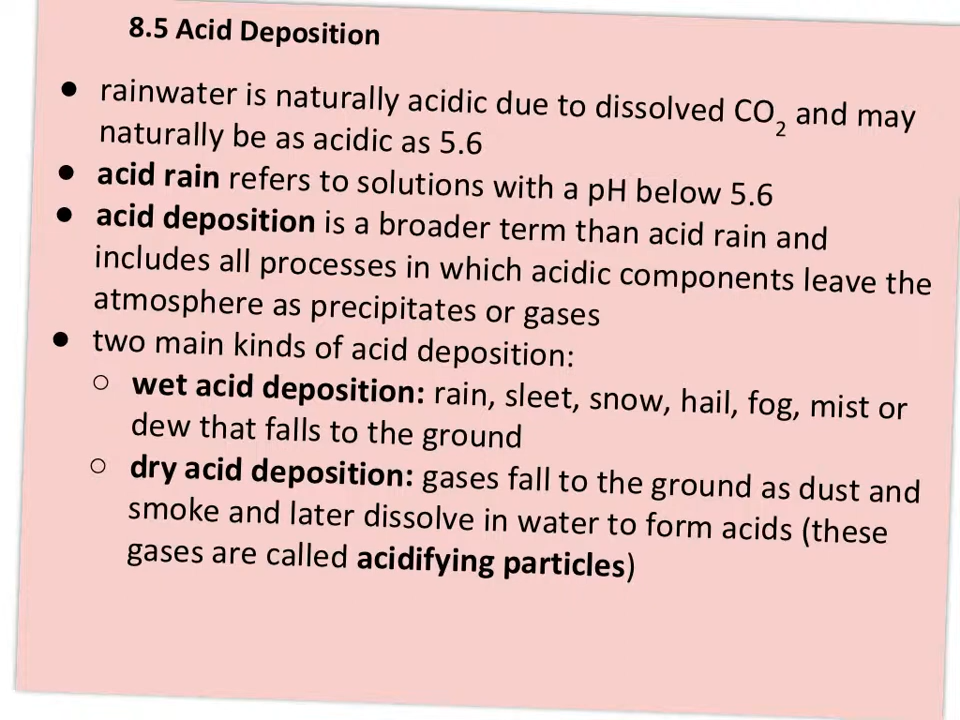 8.5 Acid Deposition
● rainwater is naturally acidic due to dissolved CO₂ and may
naturally be as acidic as 5.6
● acid rain refers to solutions with a pH below 5.6
● acid deposition is a broader term than acid rain and
includes all processes in which acidic components leave the
atmosphere as precipitates or gases
● two main kinds of acid deposition:
○ wet acid deposition: rain, sleet, snow, hail, fog, mist or
dew that falls to the ground
○ dry acid deposition: gases fall to the ground as dust and
smoke and later dissolve in water to form acids (these
gases are called acidifying particles)